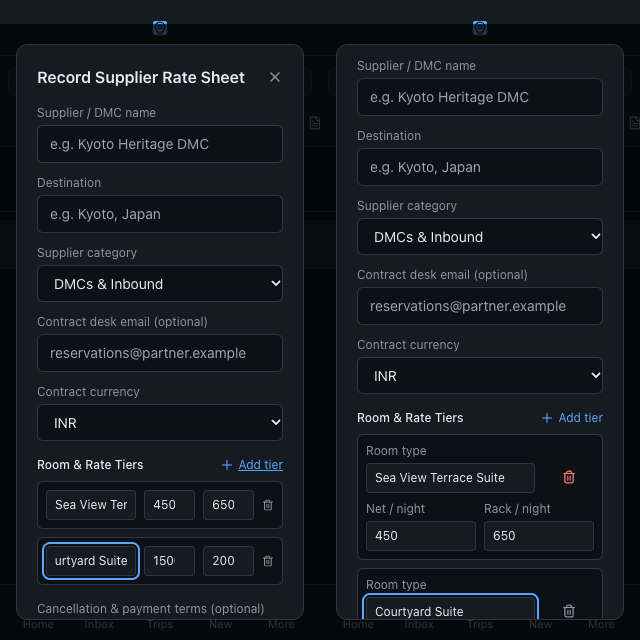 Record Supplier Rate Sheet
Supplier / DMC name
e.g. Kyoto Heritage DMC
Destination
e.g. Kyoto, Japan
Supplier category
DMCs & Inbound
Contract desk email (optional)
reservations@partner.example
Contract currency
INR
Room & Rate Tiers
Add tier
Sea View Ter
450
650
urtyard Suite
150
200
Cancellation & payment terms (optional)
Home
Inbox
Trips
New
More
Supplier / DMC name
e.g. Kyoto Heritage DMC
Destination
e.g. Kyoto, Japan
Supplier category
DMCs & Inbound
Contract desk email (optional)
reservations@partner.example
Contract currency
INR
Room & Rate Tiers
Add tier
Room type
Sea View Terrace Suite
Net / night
Rack / night
450
650
Room type
Courtyard Suite
Home
Inbox
Trips
New
More